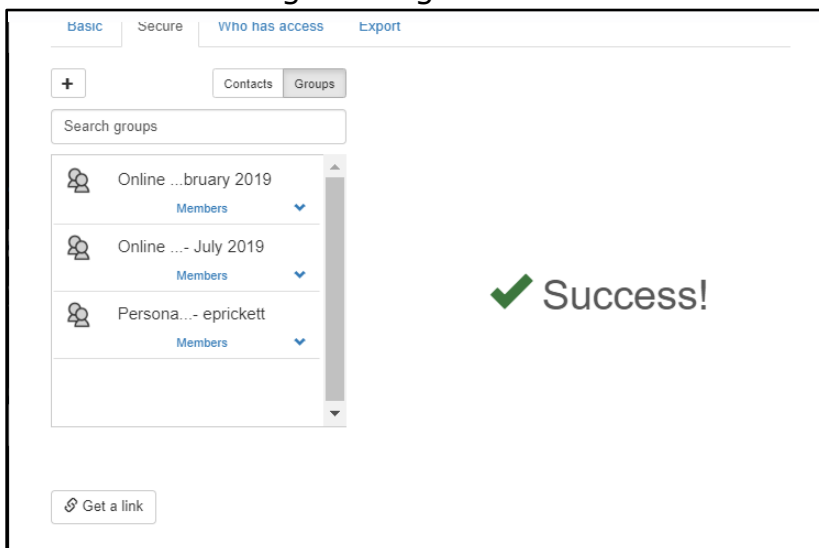 Basic Secure Who has access Export
+ Contacts Groups
Search groups
Online ...bruary 2019
Members
Online ...- July 2019
Members
Persona...- eprickett
Members
Success!
Get a link